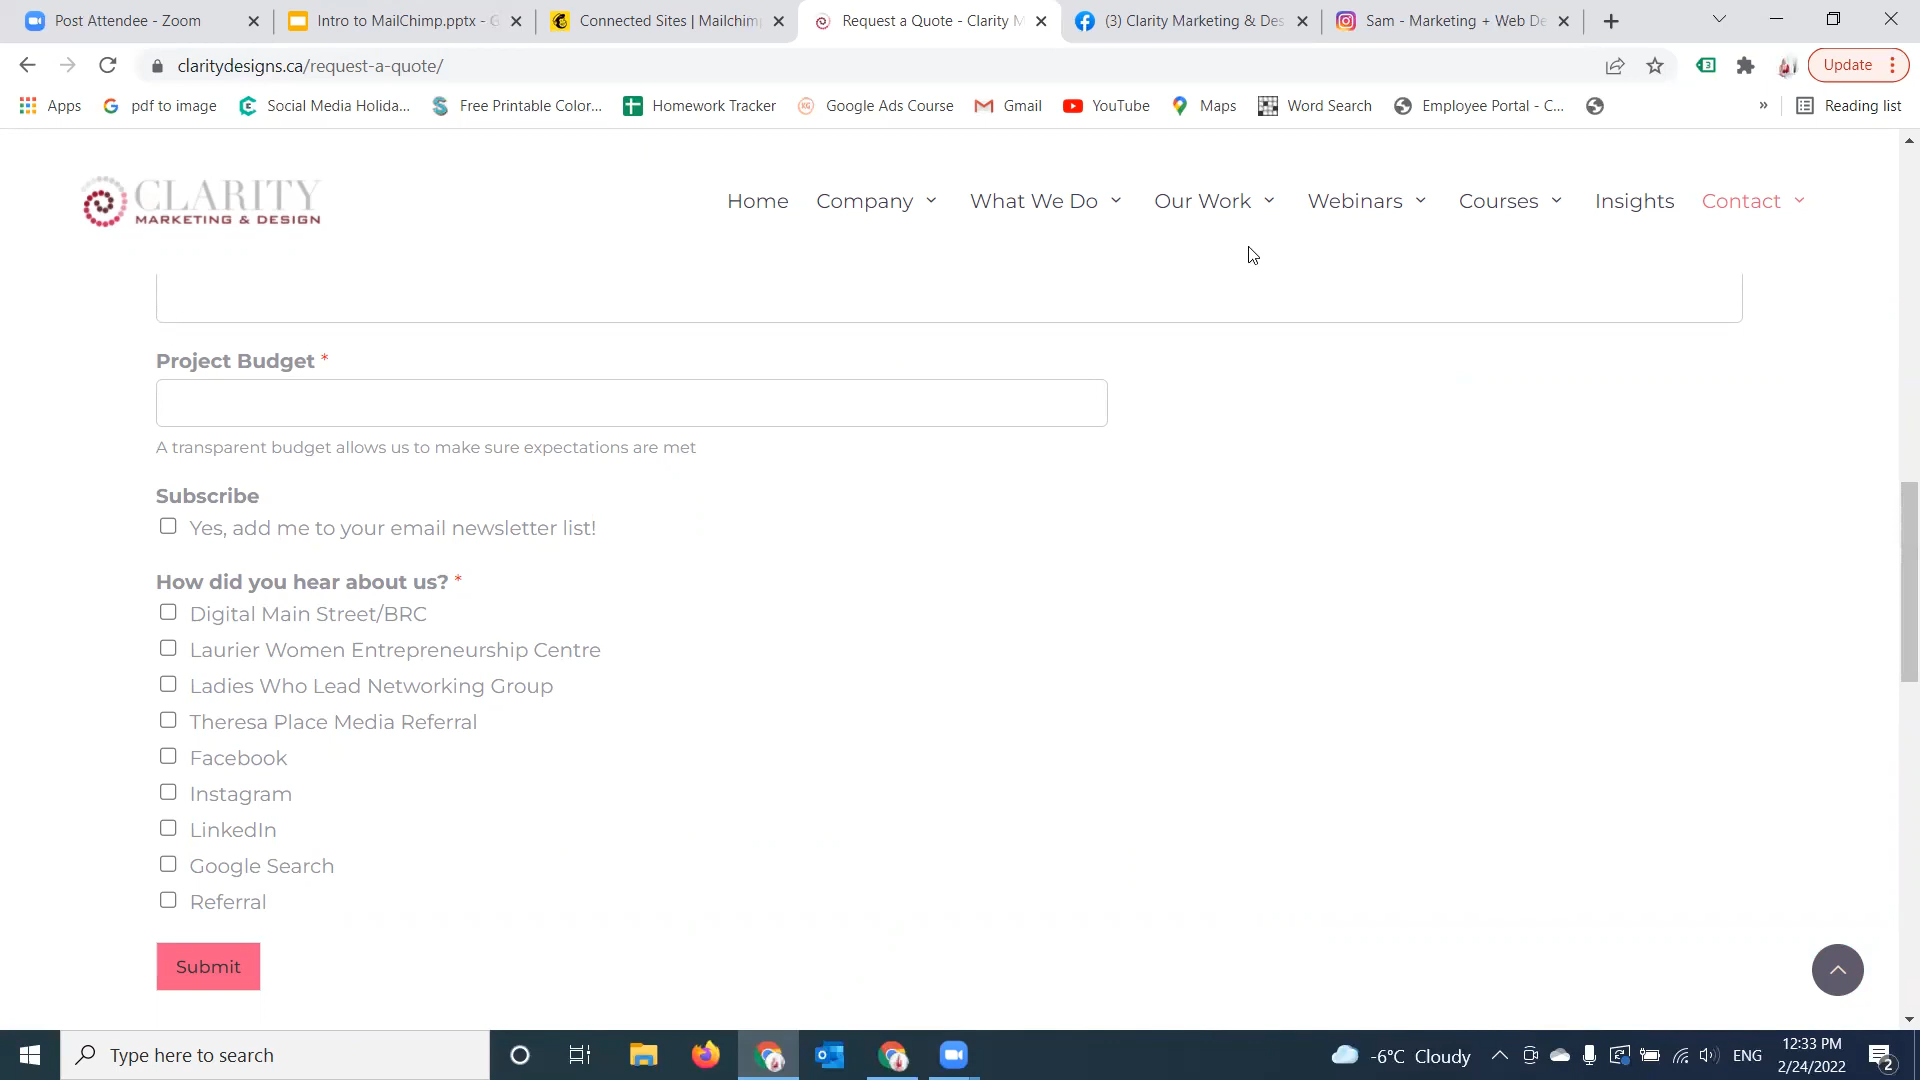 Post Attendee - Zoom
Intro to MailChimp.pptx - G
Connected Sites | Mailchimp
Request a Quote - Clarity M
(3) Clarity Marketing & Des
Sam - Marketing + Web De
claritydesigns.ca/request-a-quote/
Update
Apps
pdf to image
Social Media Holida...
Free Printable Color...
Homework Tracker
Google Ads Course
Gmail
YouTube
Maps
Word Search
Employee Portal - C...
»
Reading list
CLARITY
MARKETING & DESIGN
Home
Company
What We Do
Our Work
Webinars
Courses
Insights
Contact
Project Budget *
A transparent budget allows us to make sure expectations are met
Subscribe
Yes, add me to your email newsletter list!
How did you hear about us? *
Digital Main Street/BRC
Laurier Women Entrepreneurship Centre
Ladies Who Lead Networking Group
Theresa Place Media Referral
Facebook
Instagram
LinkedIn
Google Search
Referral
Submit
Type here to search
-6°C Cloudy
ENG
12:33 PM
2/24/2022
2